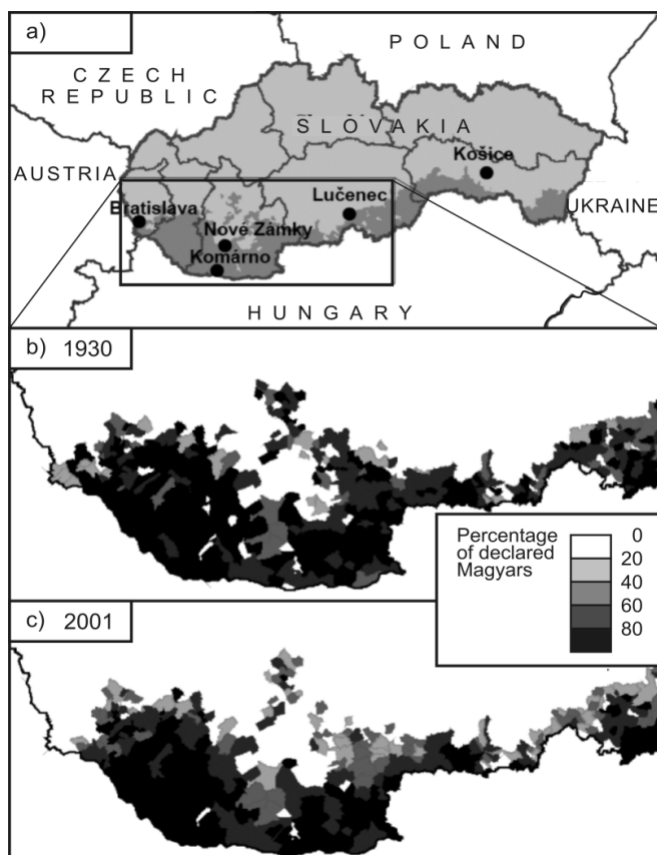 a)
POLAND
CZECH
REPUBLIC
SLOVAKIA
Košice
AUSTRIA
Lučenec
Bratislava
UKRAINE
Nové Zámky
Komárno
HUNGARY
b) 1930
Percentage
of declared
Magyars
0
20
40
60
80
c) 2001